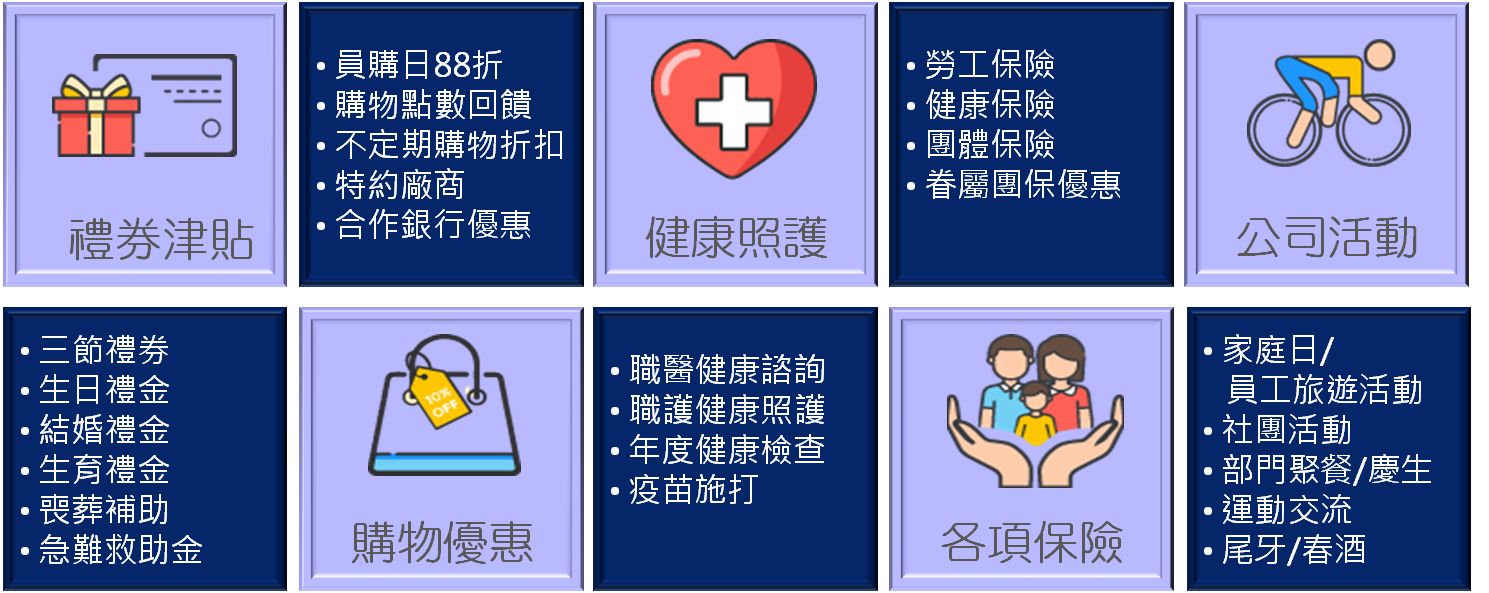 禮券津貼
• 員購日88折
• 購物點數回饋
• 不定期購物折扣
• 特約廠商
• 合作銀行優惠
健康照護
• 勞工保險
• 健康保險
• 團體保險
• 眷屬團保優惠
公司活動
• 三節禮券
• 生日禮金
• 結婚禮金
• 生育禮金
• 喪葬補助
• 急難救助金
10%
OFF
購物優惠
• 職醫健康諮詢
• 職護健康照護
• 年度健康檢查
• 疫苗施打
各項保險
• 家庭日/
員工旅遊活動
• 社團活動
• 部門聚餐/慶生
• 運動交流
• 尾牙/春酒